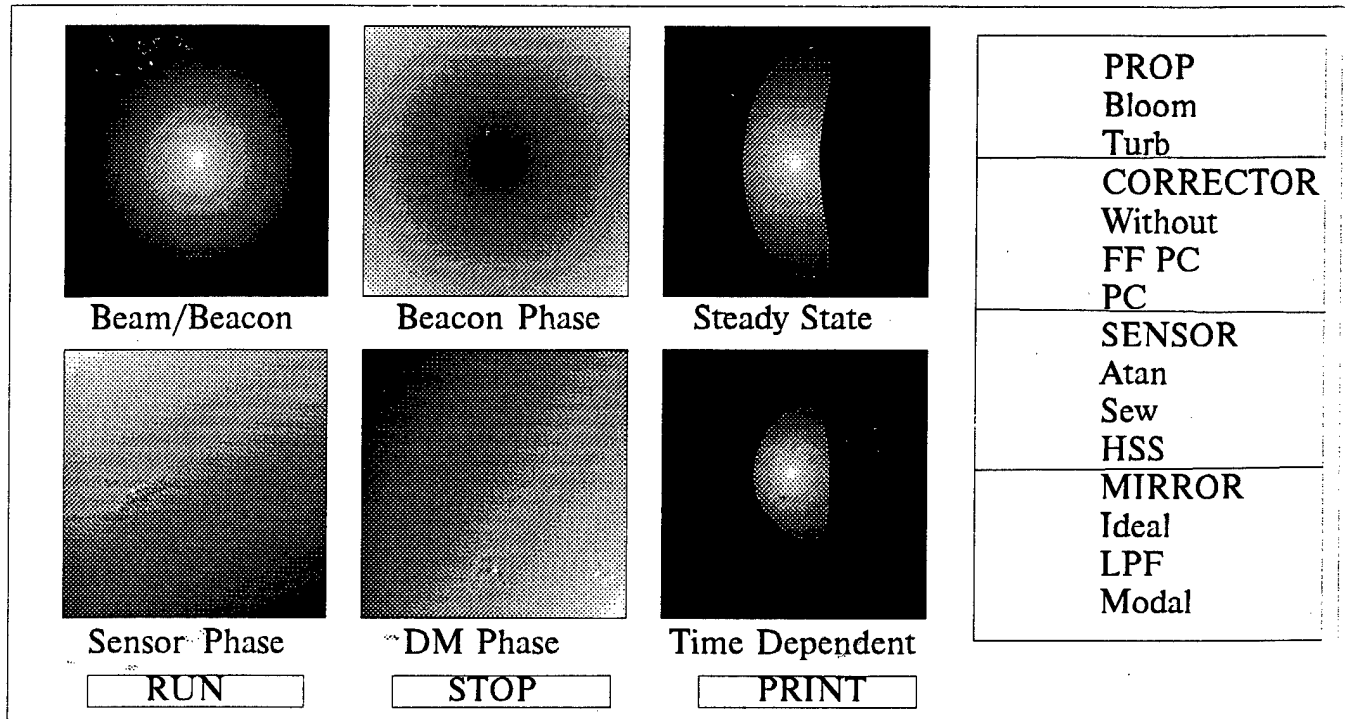 Beam/Beacon
Beacon Phase
Steady State
Sensor Phase
DM Phase
Time Dependent
RUN
STOP
PRINT
PROP
Bloom
Turb
CORRECTOR
Without
FF PC
PC
SENSOR
Atan
Sew
HSS
MIRROR
Ideal
LPF
Modal